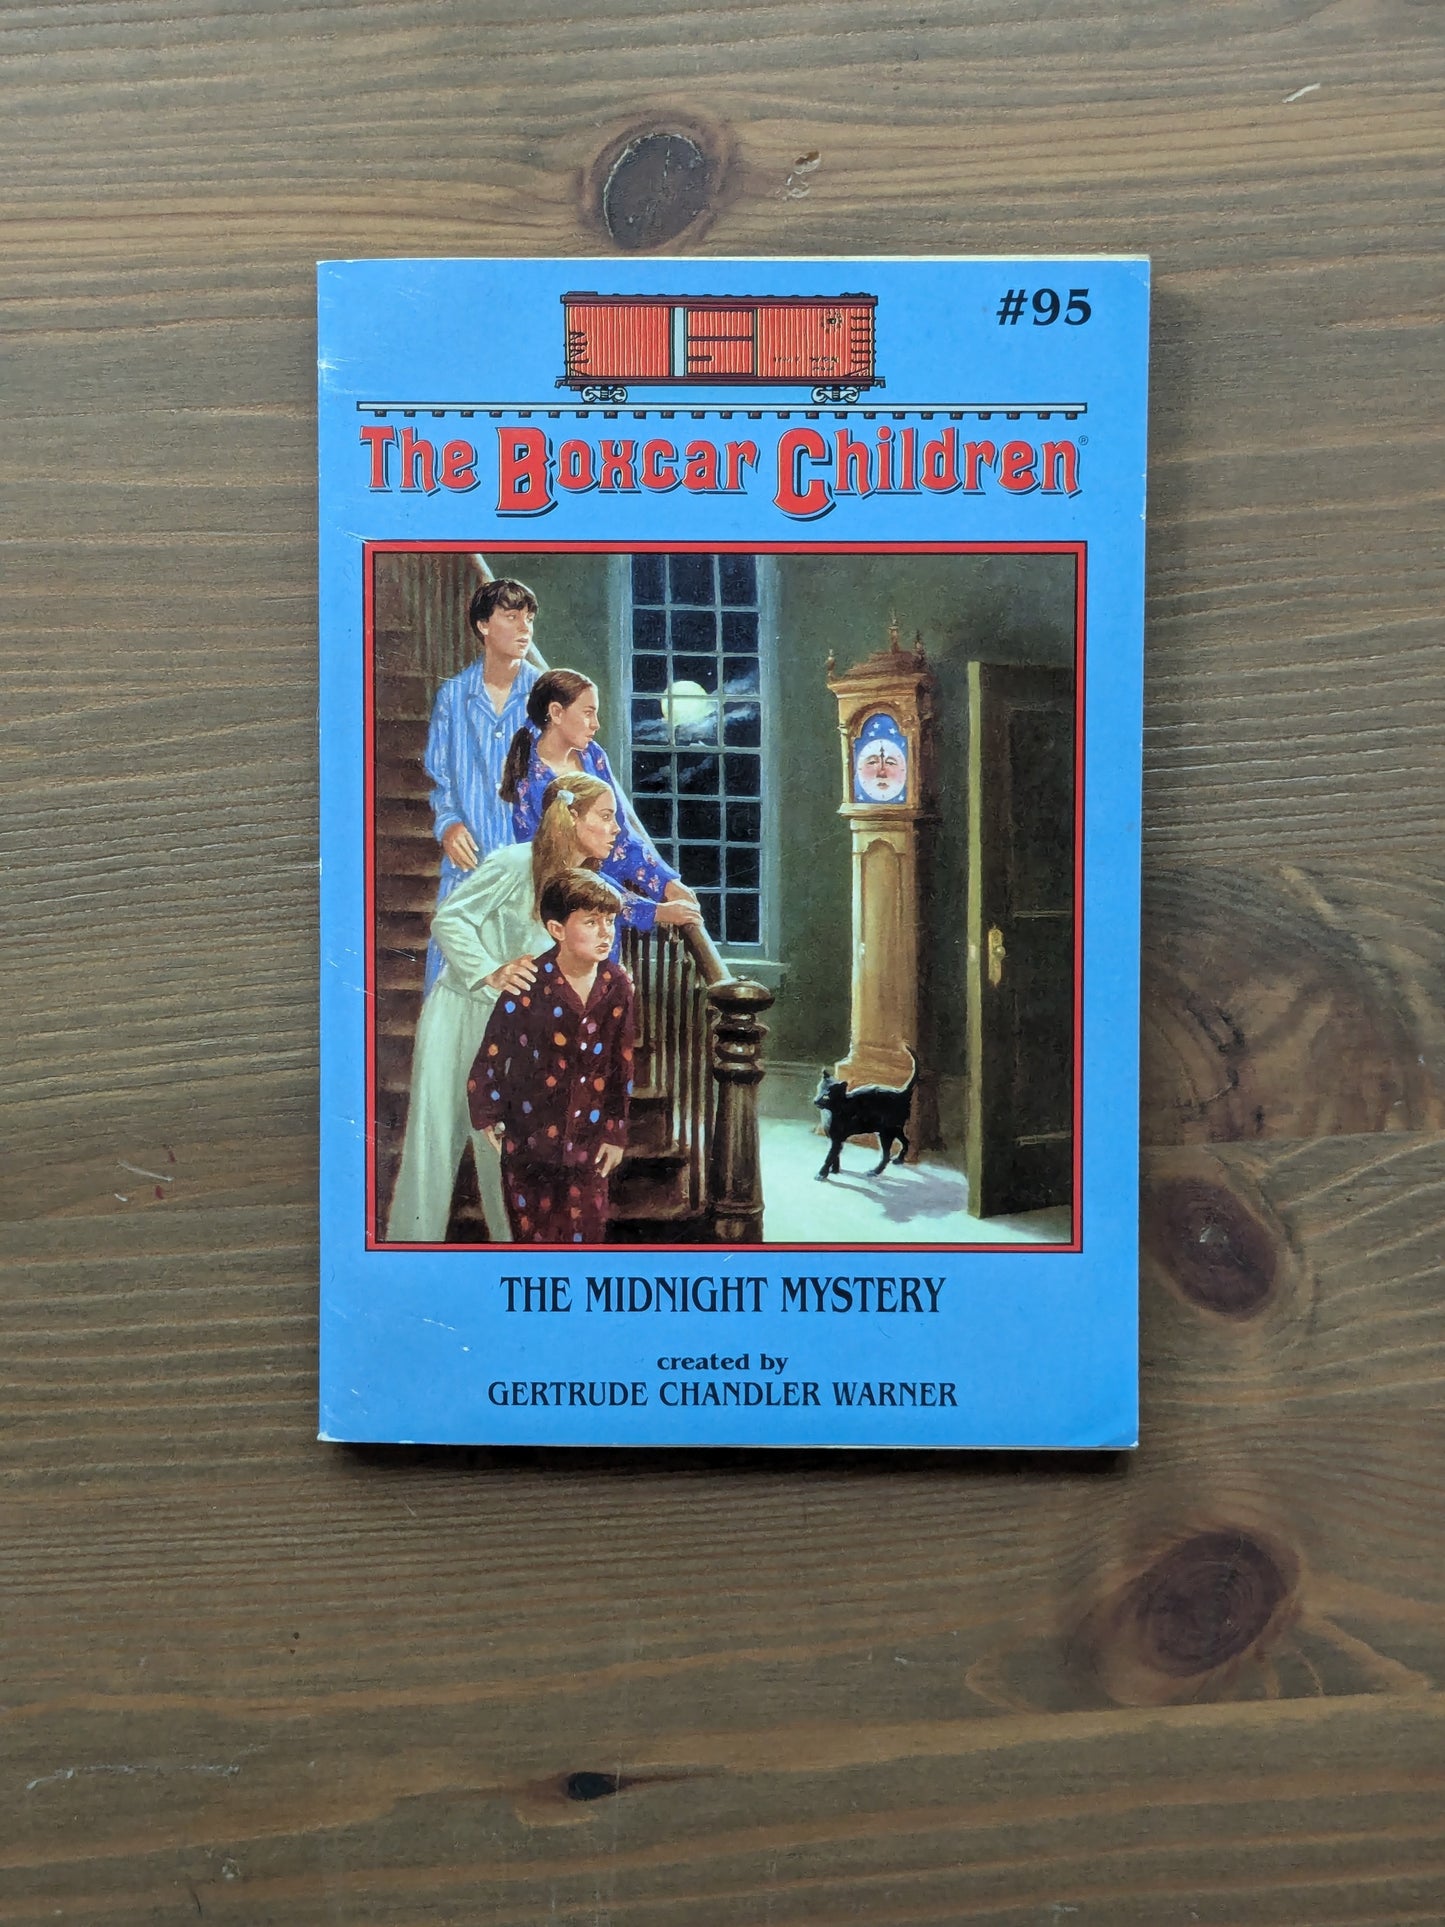 #95
The Boxcar Children®
THE MIDNIGHT MYSTERY
created by
GERTRUDE CHANDLER WARNER